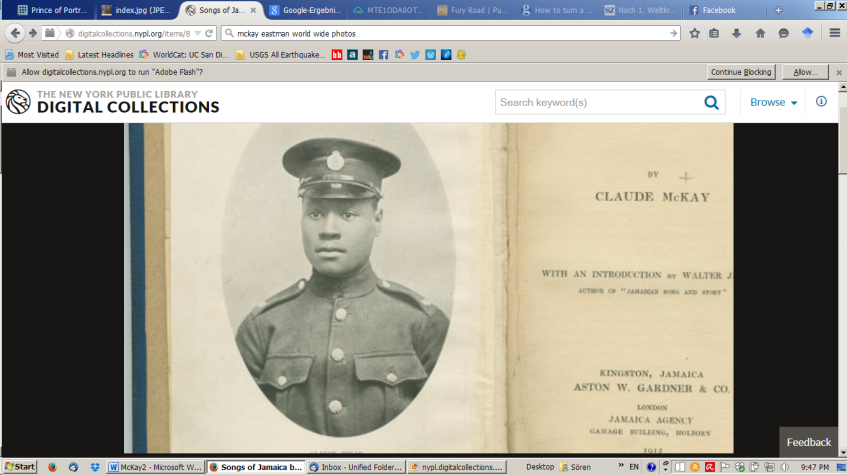 Prince of Portr...
index.jpg (JPE...
Songs of Ja...
Google-Ergebni...
MTE1ODA0OT...
Fury Road | Pu...
How to turn a ...
Nach 1. Weltkr...
Facebook
digitalcollections.nypl.org/items/8
mckay eastman world wide photos
Most Visited
Latest Headlines
WorldCat: UC San Di...
USGS All Earthquake...
Allow digitalcollections.nypl.org to run "Adobe Flash"?
Continue Blocking
Allow...
THE NEW YORK PUBLIC LIBRARY
DIGITAL COLLECTIONS
Search keyword(s)
Browse
BY
CLAUDE McKAY
WITH AN INTRODUCTION BY WALTER J
AUTHOR OF "JAMAICAN SONG AND STORY"
KINGSTON, JAMAICA
ASTON W. GARDNER & CO.
LONDON
JAMAICA AGENCY
GAMAGE BUILDING, HOLBORN
1912
Feedback
Start
McKay2 - Microsoft W...
Songs of Jamaica b...
Inbox - Unified Folder...
nypl.digitalcollections....
Desktop
Sören
EN
9:47 PM